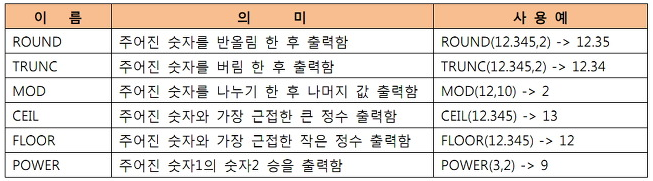 이 름 의 미 사 용 예
ROUND 주어진 숫자를 반올림 한 후 출력함 ROUND(12.345,2) -> 12.35
TRUNC 주어진 숫자를 버림 한 후 출력함 TRUNC(12.345,2) -> 12.34
MOD 주어진 숫자를 나누기 한 후 나머지 값 출력함 MOD(12,10) -> 2
CEIL 주어진 숫자와 가장 근접한 큰 정수 출력함 CEIL(12.345) -> 13
FLOOR 주어진 숫자와 가장 근접한 작은 정수 출력함 FLOOR(12.345) -> 12
POWER 주어진 숫자1의 숫자2 승을 출력함 POWER(3,2) -> 9